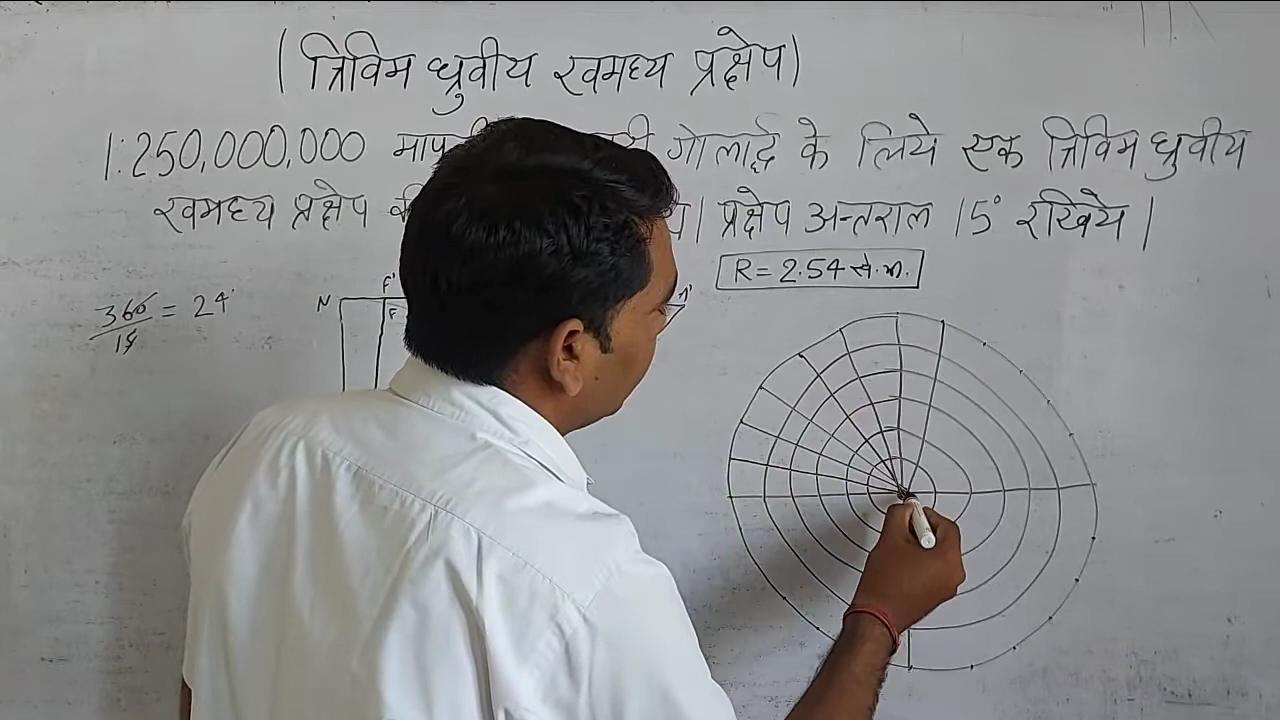 (त्रिविम ध्रुवीय खमध्य प्रक्षेप)
1:250,000,000 गोलार्द्ध के लिये एक त्रिविम ध्रुवीय
खमध्य प्रक्षेप प्रक्षेप अन्तराल 15° रखिये।
R = 2.54 से.मी.
360/15 = 24
N F'
F